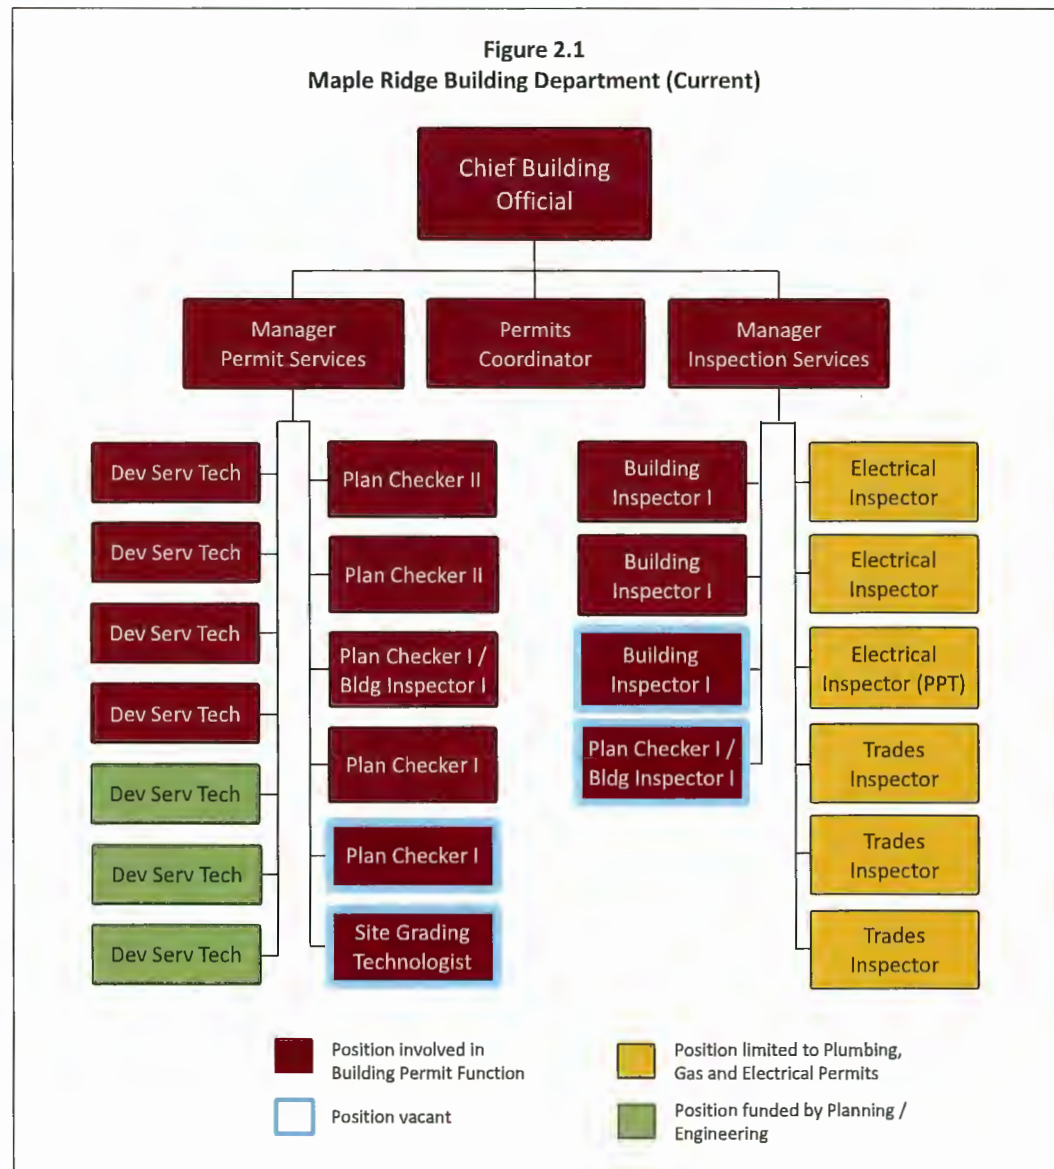 Figure 2.1
Maple Ridge Building Department (Current)
Chief Building
Official
Manager
Permit Services
Permits
Coordinator
Manager
Inspection Services
Dev Serv Tech
Dev Serv Tech
Dev Serv Tech
Dev Serv Tech
Dev Serv Tech
Dev Serv Tech
Dev Serv Tech
Plan Checker II
Plan Checker II
Plan Checker I /
Bldg Inspector I
Plan Checker I
Plan Checker I
Site Grading
Technologist
Building
Inspector I
Building
Inspector I
Building
Inspector I
Plan Checker I /
Bldg Inspector I
Electrical
Inspector
Electrical
Inspector
Electrical
Inspector (PPT)
Trades
Inspector
Trades
Inspector
Trades
Inspector
Position involved in
Building Permit Function
Position vacant
Position limited to Plumbing,
Gas and Electrical Permits
Position funded by Planning /
Engineering